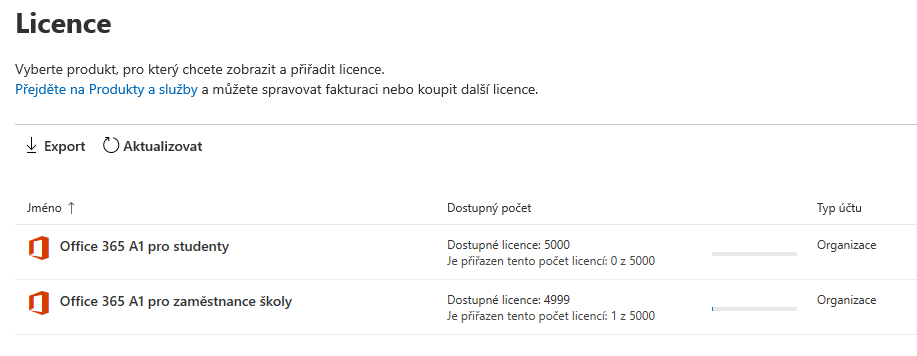 Licence
Vyberte produkt, pro který chcete zobrazit a přiřadit licence.
Přejděte na Produkty a služby a můžete spravovat fakturaci nebo koupit další licence.
Export Aktualizovat
Jméno ↑ Dostupný počet Typ účtu
Office 365 A1 pro studenty Dostupné licence: 5000 Organizace
Je přiřazen tento počet licencí: 0 z 5000
Office 365 A1 pro zaměstnance školy Dostupné licence: 4999 Organizace
Je přiřazen tento počet licencí: 1 z 5000